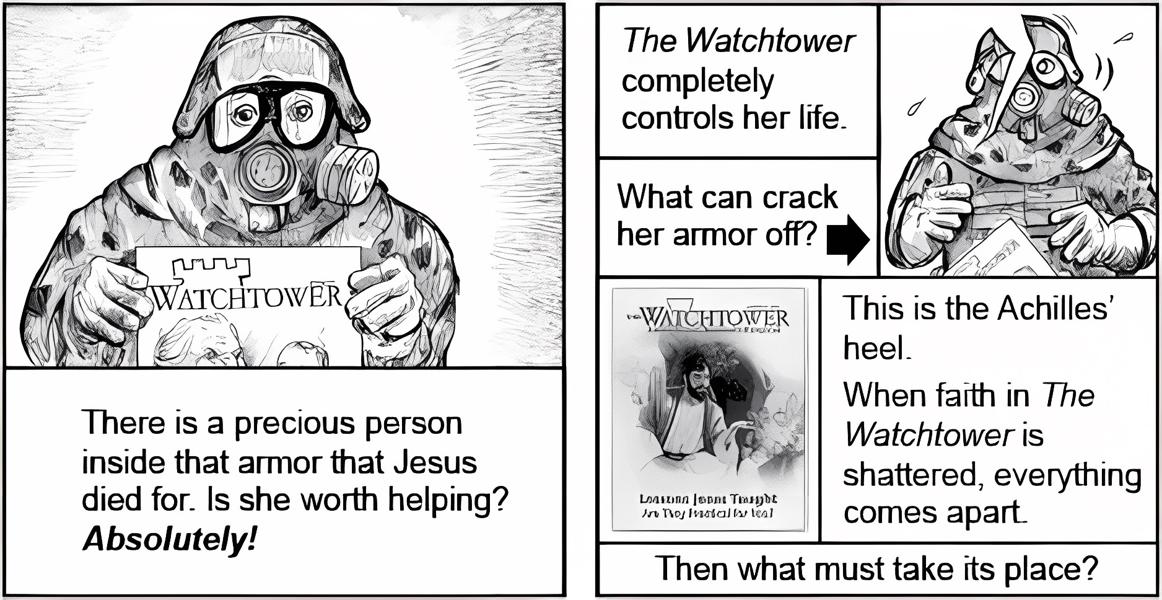 WATCHTOWER
There is a precious person
inside that armor that Jesus
died for. Is she worth helping?
Absolutely!
The Watchtower
completely
controls her life.
What can crack
her armor off?
WATCHTOWER
This is the Achilles’
heel.
When faith in The
Watchtower is
shattered, everything
comes apart.
Then what must take its place?